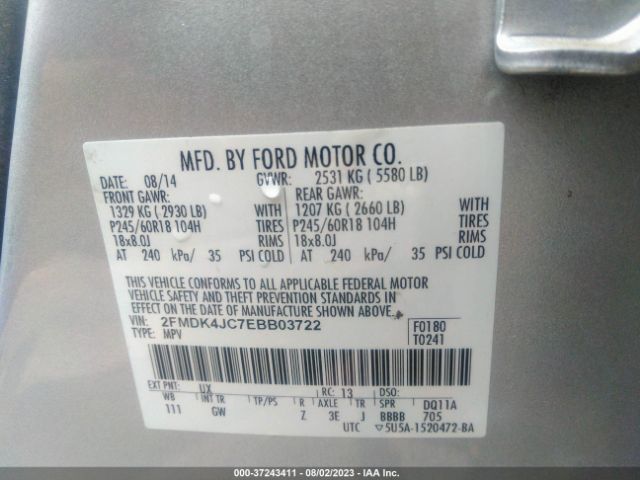 MFD. BY FORD MOTOR CO.
DATE: 08/14 GVWR: 2531 KG ( 5580 LB)
FRONT GAWR: REAR GAWR:
1329 KG ( 2930 LB) WITH 1207 KG ( 2660 LB) WITH
P245/60R18 104H TIRES P245/60R18 104H TIRES
18x8.0J RIMS 18x8.0J RIMS
AT 240 kPa/ 35 PSI COLD AT 240 kPa/ 35 PSI COLD
THIS VEHICLE CONFORMS TO ALL APPLICABLE FEDERAL MOTOR
VEHICLE SAFETY AND THEFT PREVENTION STANDARDS IN
EFFECT ON THE DATE OF MANUFACTURE SHOWN ABOVE.
VIN: 2FMDK4JC7EBB03722 F0180
TYPE: MPV T0241
EXT PNT: UX RC: 13 DSO:
WB INT TR TP/PS R AXLE TR SPR DQ11A
111 GW Z 3E J BBBB 705
UTC ▽5U5A-1520472-BA
000-37243411 - 08/02/2023 - IAA Inc.